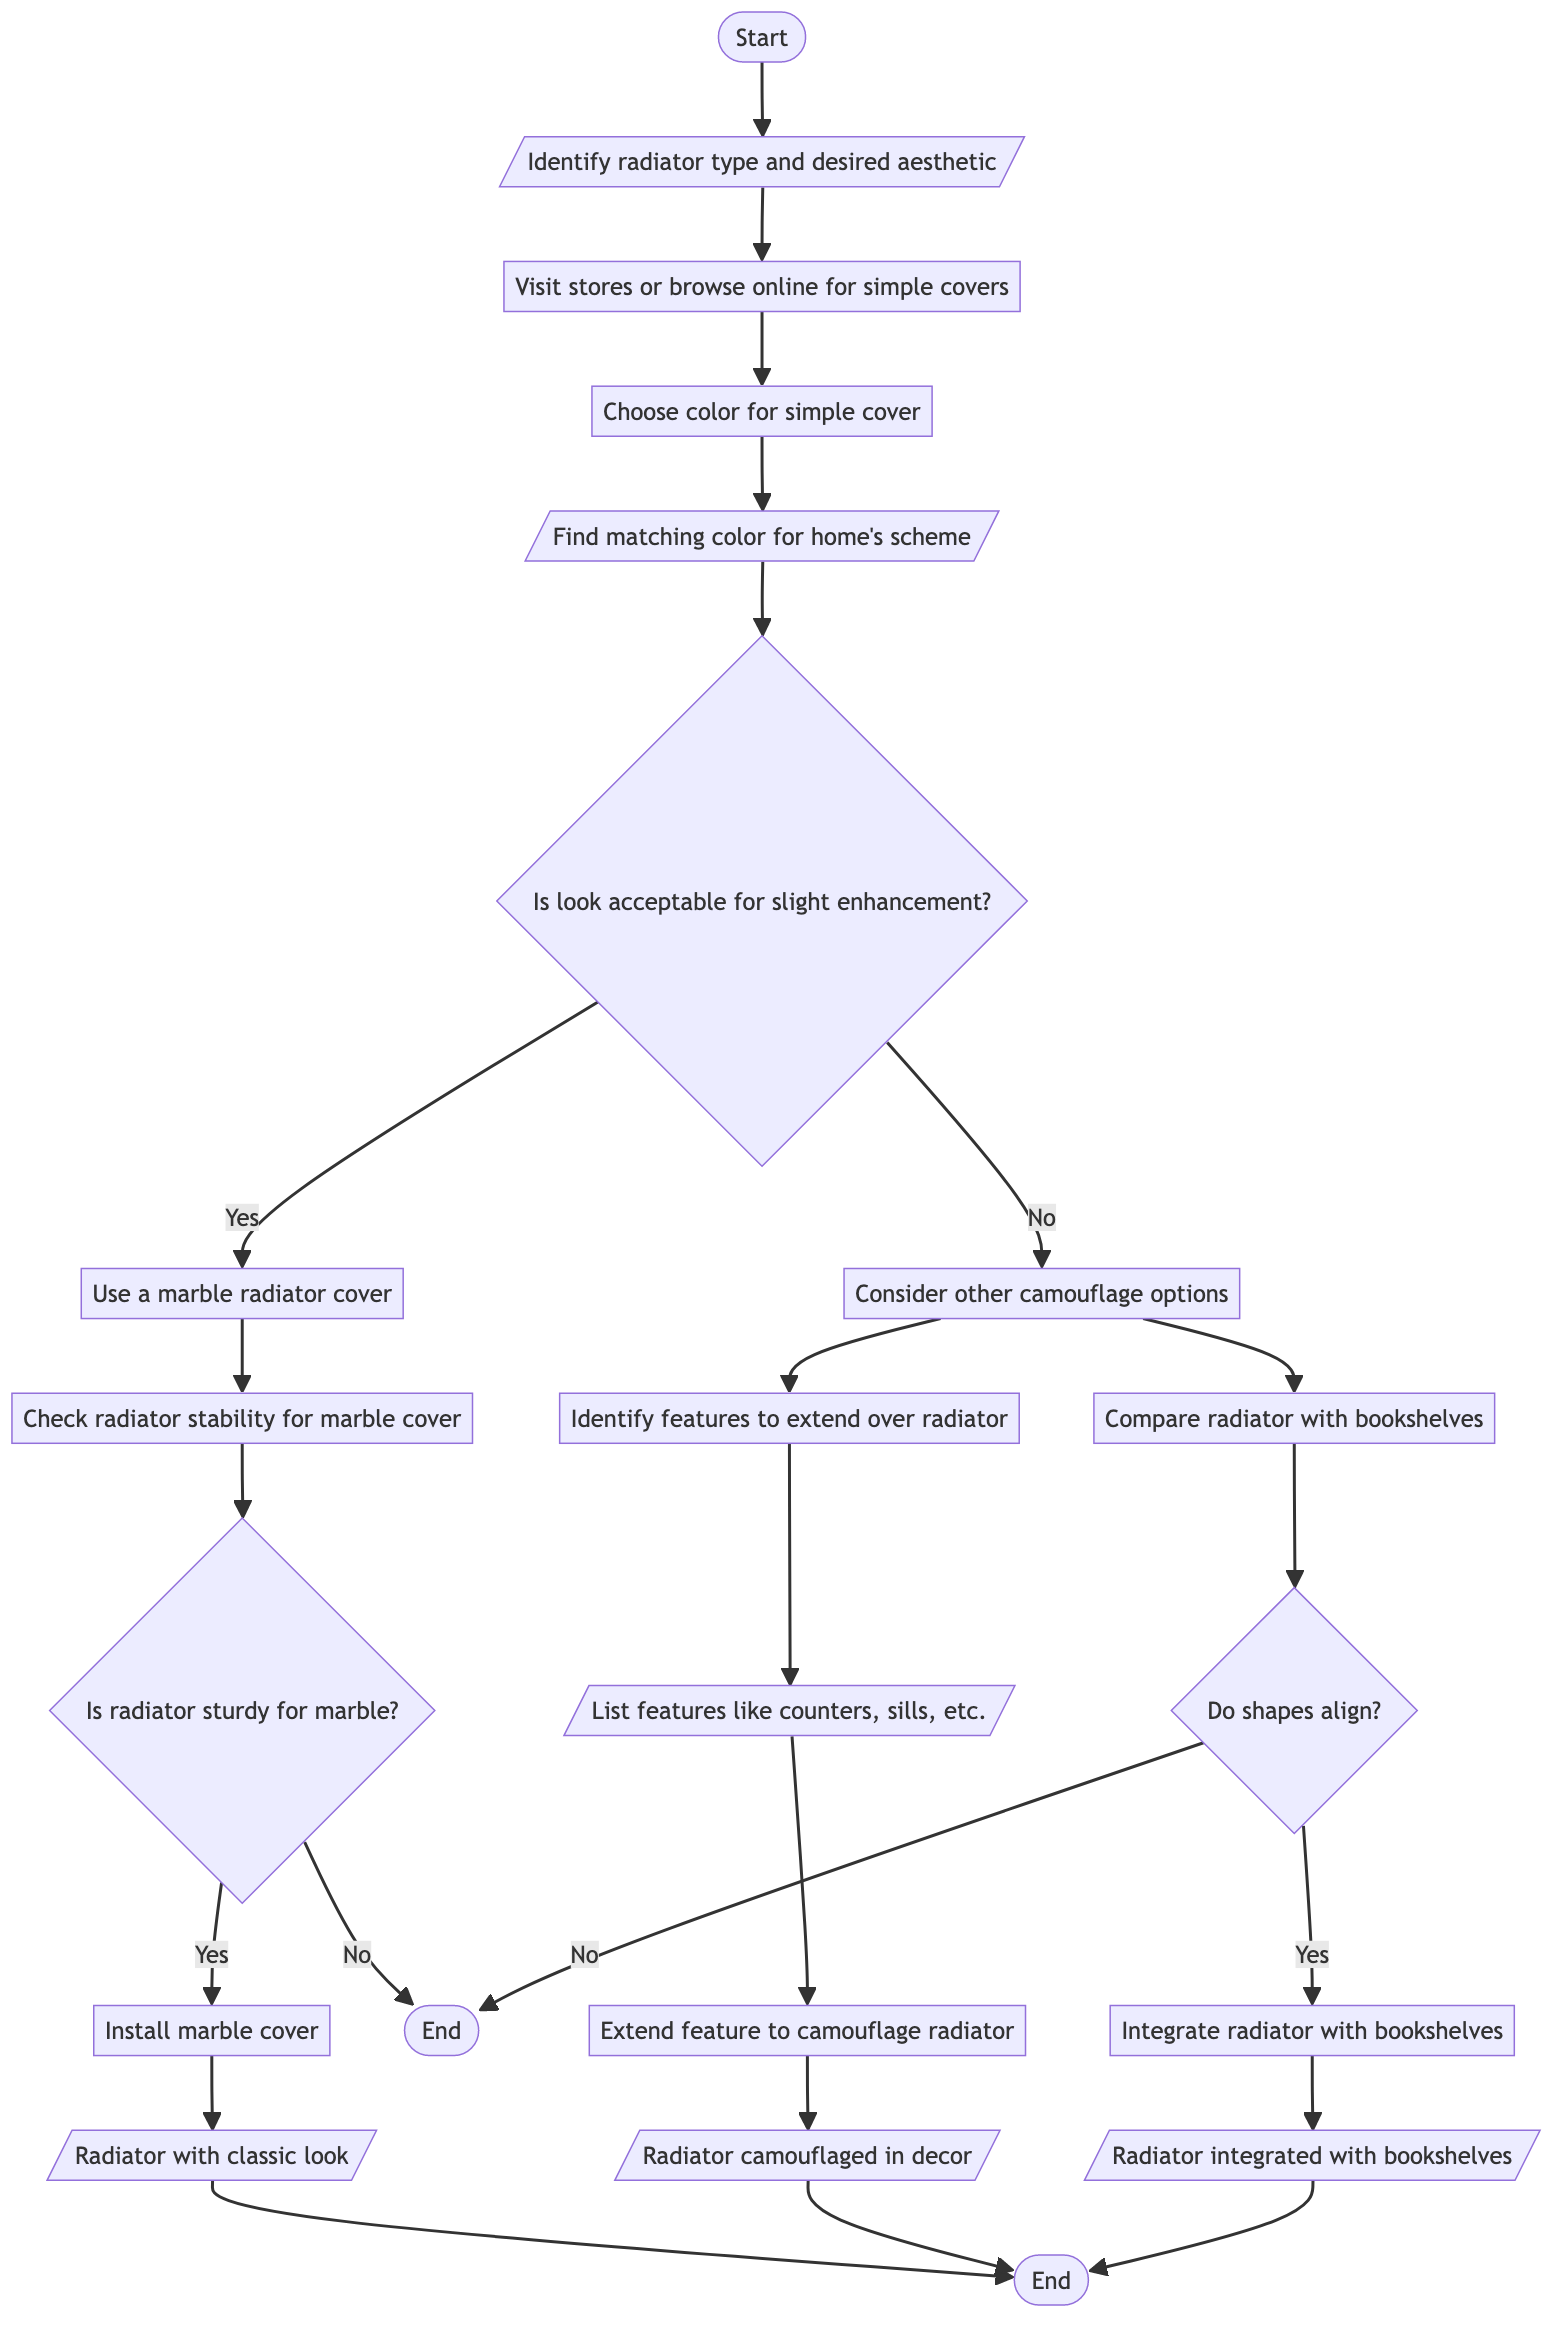 Start
Identify radiator type and desired aesthetic
Visit stores or browse online for simple covers
Choose color for simple cover
Find matching color for home's scheme
Is look acceptable for slight enhancement?
Yes
No
Use a marble radiator cover
Consider other camouflage options
Check radiator stability for marble cover
Identify features to extend over radiator
Compare radiator with bookshelves
Is radiator sturdy for marble?
List features like counters, sills, etc.
Do shapes align?
Yes
No
No
Yes
Install marble cover
End
Extend feature to camouflage radiator
Integrate radiator with bookshelves
Radiator with classic look
Radiator camouflaged in decor
Radiator integrated with bookshelves
End